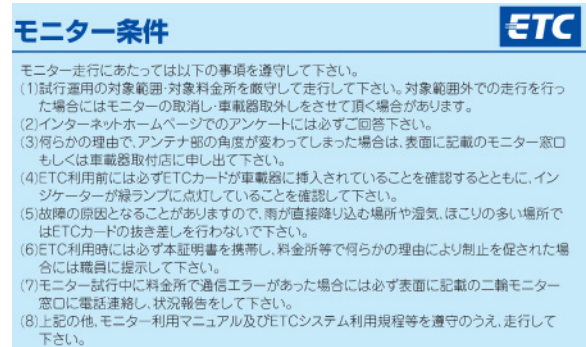 モニター条件
ETC
モニター走行にあたっては以下の事項を遵守して下さい。
(1)試行運用の対象範囲・対象料金所を厳守して走行して下さい。対象範囲外での走行を行っ
た場合にはモニターの取消し・車載器取外しをさせて頂く場合があります。
(2)インターネットホームページでのアンケートには必ずご回答下さい。
(3)何らかの理由で、アンテナ部の角度が変わってしまった場合は、表面に記載のモニター窓口
もしくは車載器取付店に申し出て下さい。
(4)ETC利用前には必ずETCカードが車載器に挿入されていることを確認するとともに、イン
ジケーターが緑ランプに点灯していることを確認して下さい。
(5)故障の原因となることがありますので、雨が直接降り込む場所や湿気、ほこりの多い場所で
はETCカードの抜き差しを行わないで下さい。
(6)ETC利用時には必ず本証明書を携帯し、料金所等で何らかの理由により制止を促された場
合には職員に提示して下さい。
(7)モニター試行中に料金所で通信エラーがあった場合には必ず表面に記載の二輪モニター
窓口に電話連絡し、状況報告をして下さい。
(8)上記の他、モニター利用マニュアル及びETCシステム利用規程等を遵守のうえ、走行して
下さい。